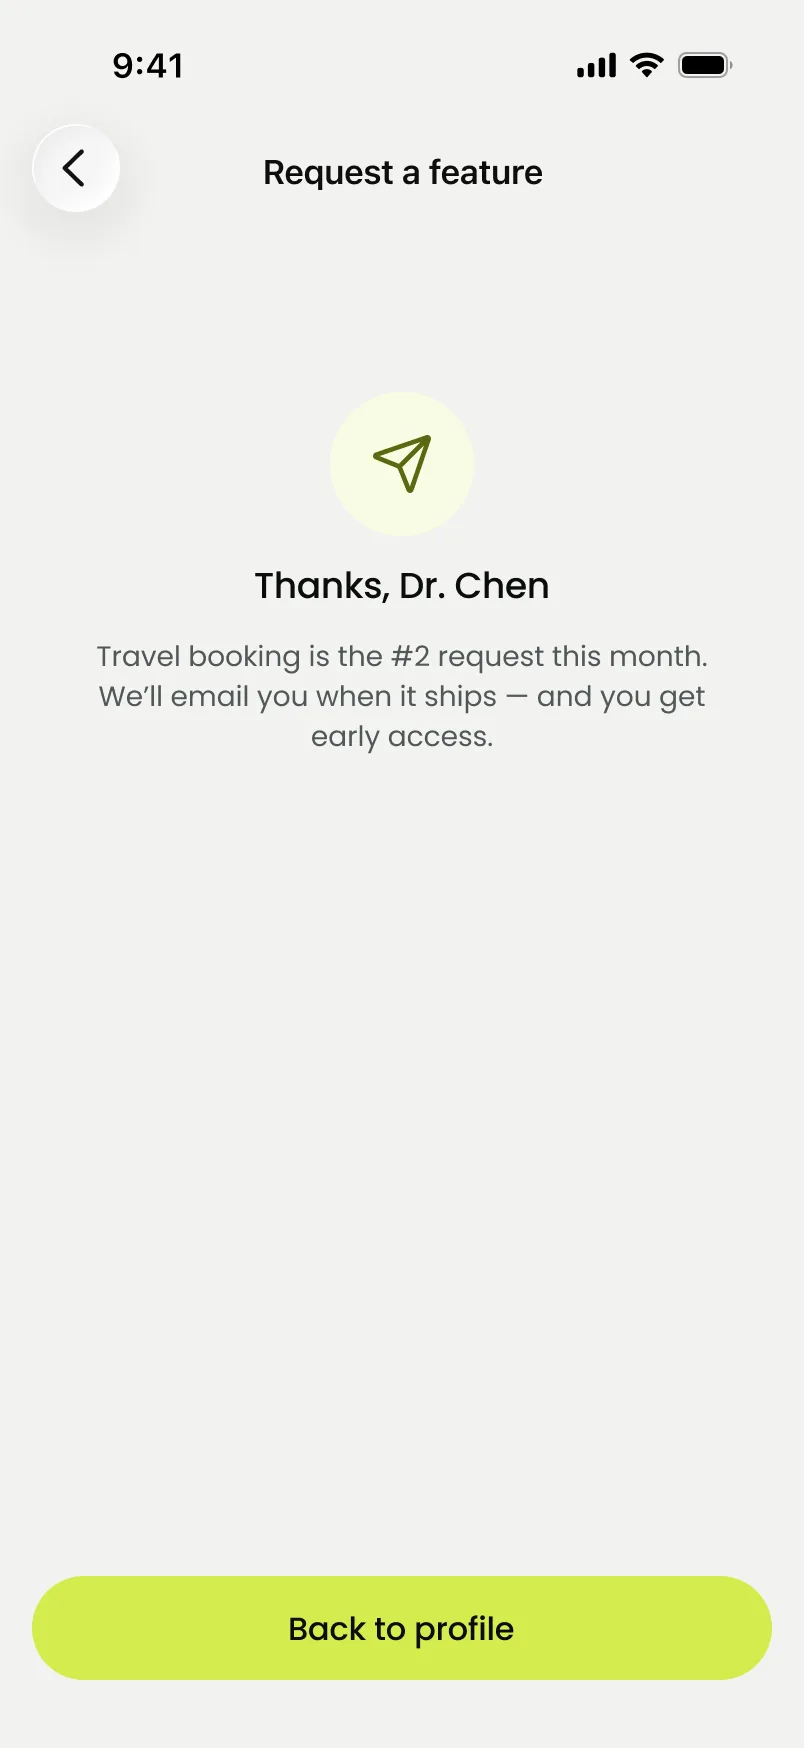 9:41
Request a feature
Thanks, Dr. Chen
Travel booking is the #2 request this month.
We’ll email you when it ships — and you get
early access.
Back to profile